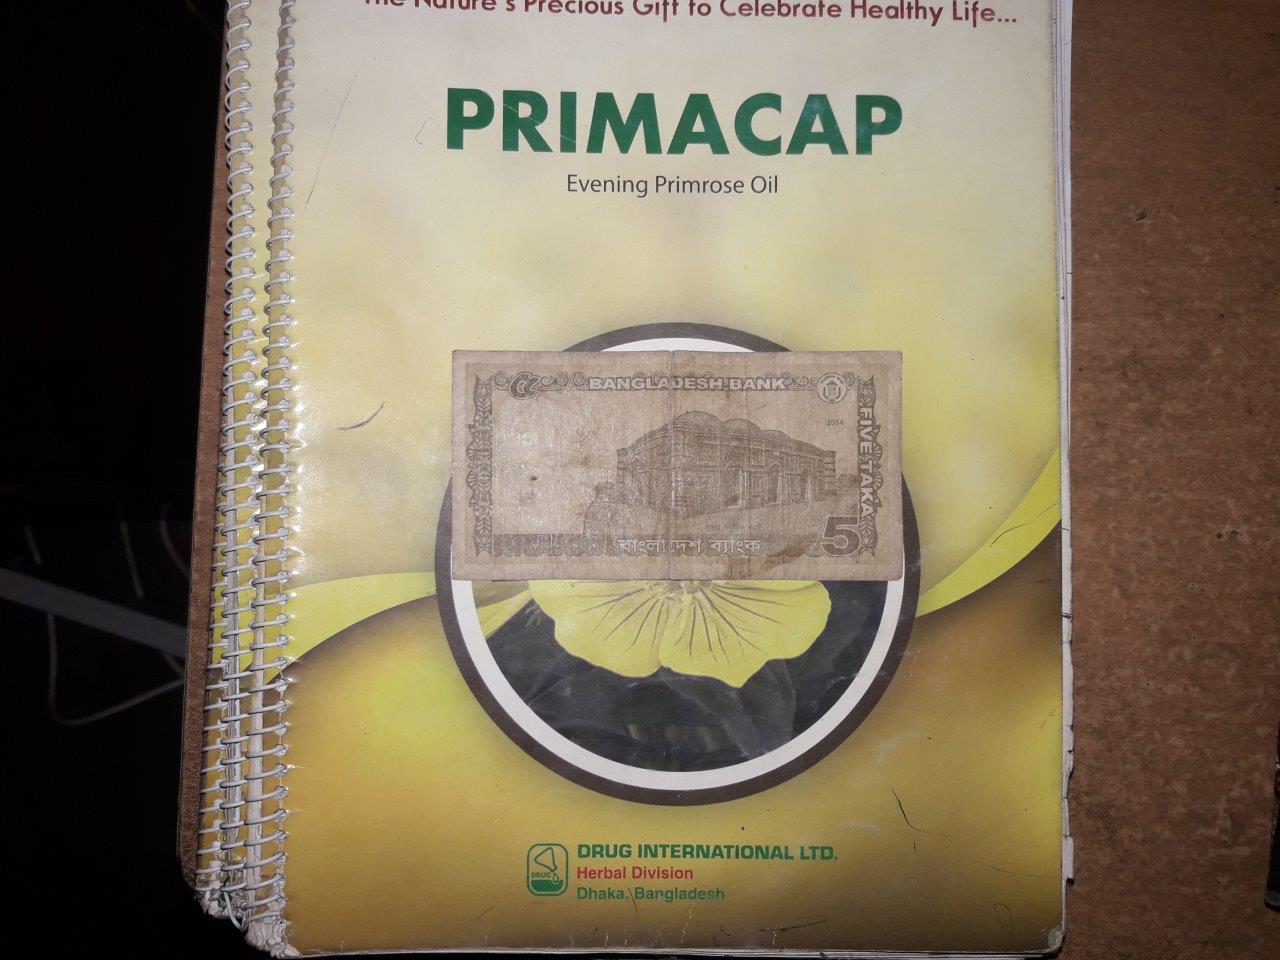 The Nature's Precious Gift to Celebrate Healthy Life...
PRIMACAP
Evening Primrose Oil
BANGLADESH BANK
2014
FIVE TAKA
5
বাংলাদেশ ব্যাংক
DRUG
DRUG INTERNATIONAL LTD.
Herbal Division
Dhaka, Bangladesh